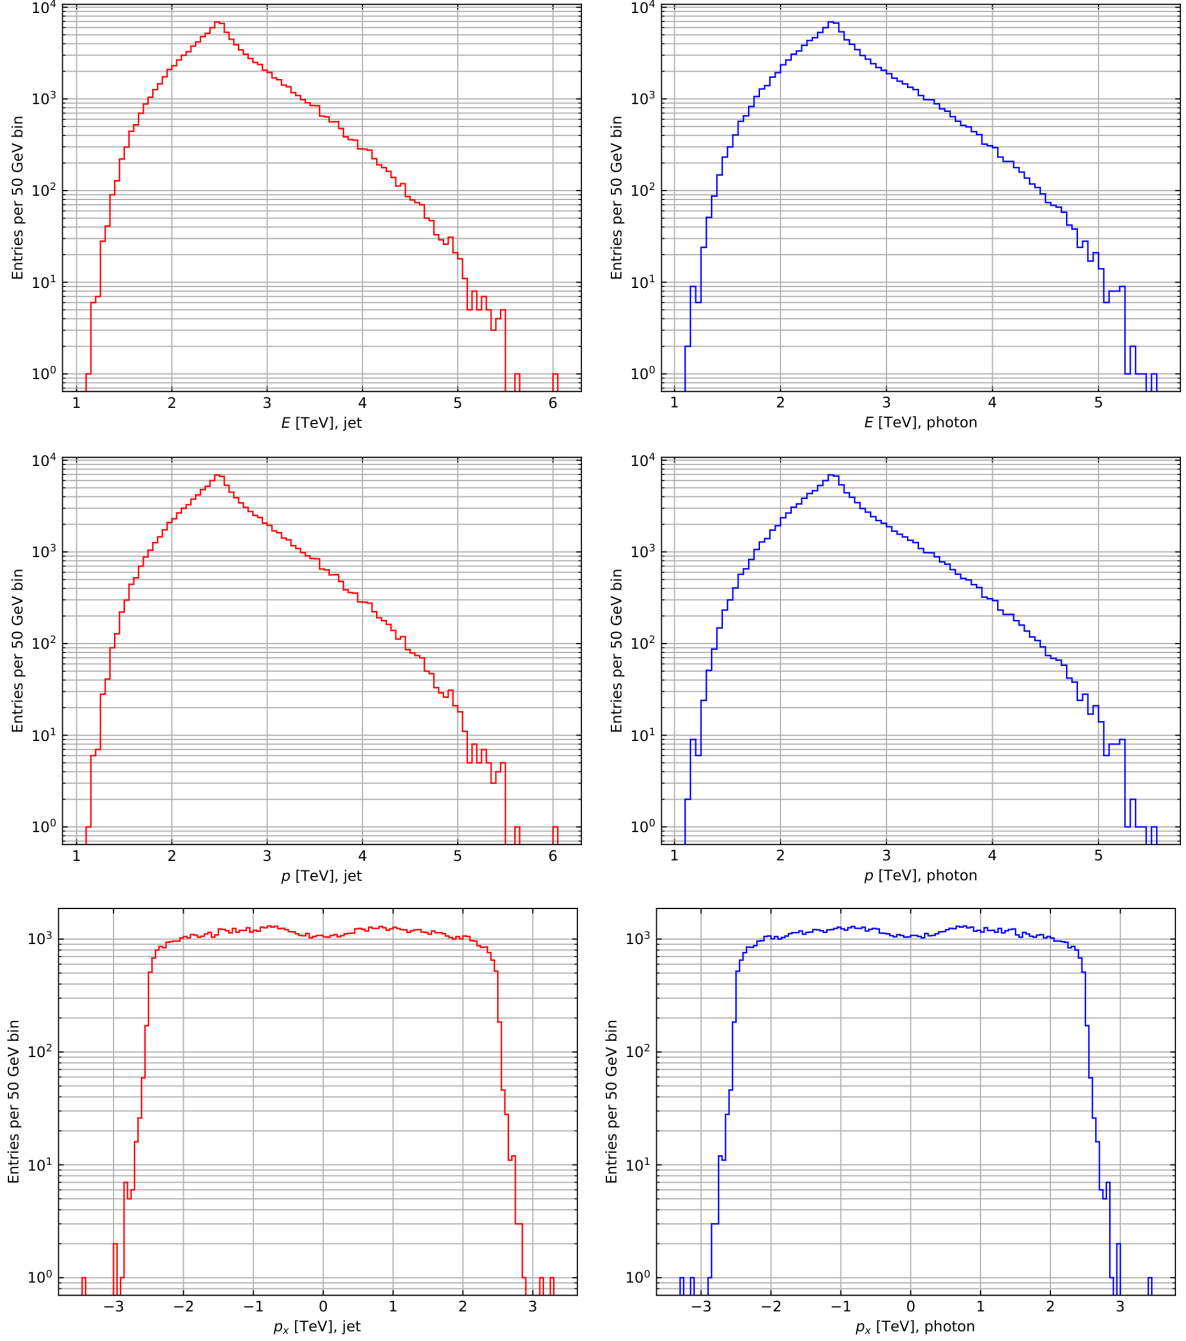 10⁴
10³
10²
10¹
10⁰
Entries per 50 GeV bin
1 2 3 4 5 6
E [TeV], jet
10⁴
10³
10²
10¹
10⁰
Entries per 50 GeV bin
1 2 3 4 5
E [TeV], photon
10⁴
10³
10²
10¹
10⁰
Entries per 50 GeV bin
1 2 3 4 5 6
p [TeV], jet
10⁴
10³
10²
10¹
10⁰
Entries per 50 GeV bin
1 2 3 4 5
p [TeV], photon
10³
10²
10¹
10⁰
Entries per 50 GeV bin
−3 −2 −1 0 1 2 3
pₓ [TeV], jet
10³
10²
10¹
10⁰
Entries per 50 GeV bin
−3 −2 −1 0 1 2 3
pₓ [TeV], photon